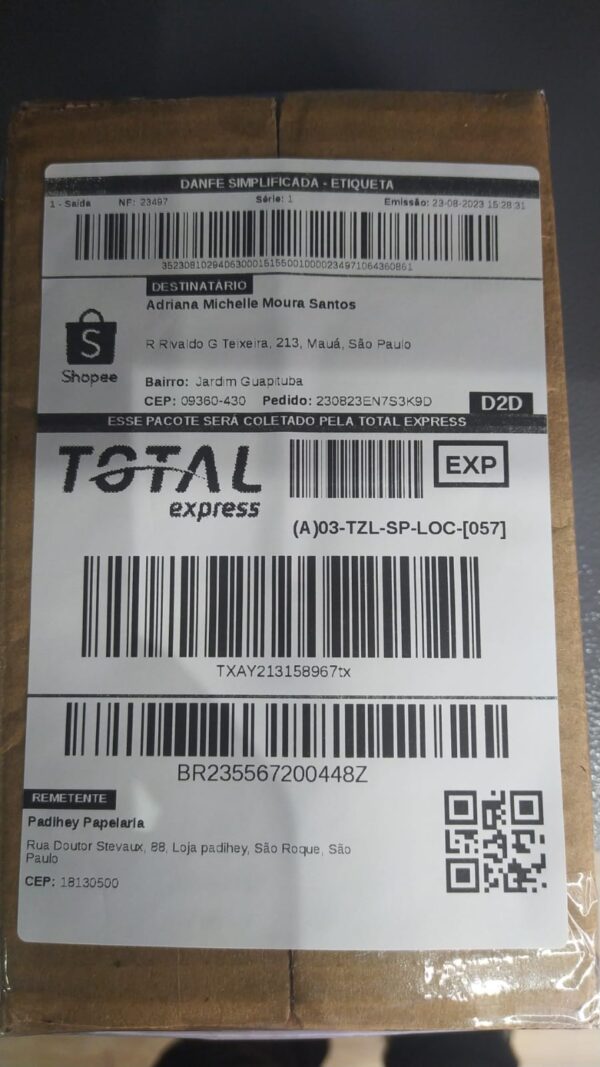 DANFE SIMPLIFICADA - ETIQUETA
1 - Saída NF: 23497 Série: 1 Emissão: 23-08-2023 15:28:31
35230810294063000151550010000234971064360861
DESTINATÁRIO
Adriana Michelle Moura Santos
S
Shopee
R Rivaldo G Teixeira, 213, Mauá, São Paulo
Bairro: Jardim Guapituba
CEP: 09360-430 Pedido: 230823EN7S3K9D D2D
ESSE PACOTE SERÁ COLETADO PELA TOTAL EXPRESS
TOTAL
express
EXP
(A)03-TZL-SP-LOC-[057]
TXAY213158967tx
BR235567200448Z
REMETENTE
Padihey Papelaria
Rua Doutor Stevaux, 88, Loja padihey, São Roque, São
Paulo
CEP: 18130500